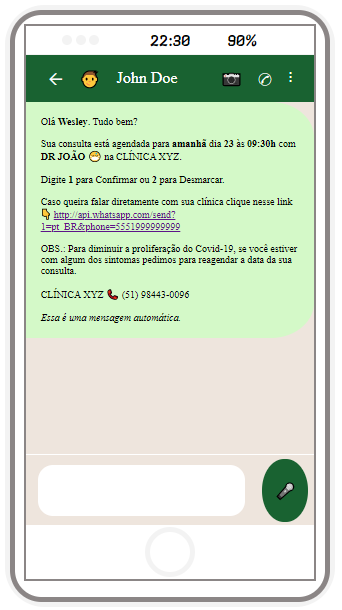 22:30 90%
John Doe
Olá Wesley. Tudo bem?
Sua consulta está agendada para amanhã dia 23 às 09:30h com
DR JOÃO 😷 na CLÍNICA XYZ.
Digite 1 para Confirmar ou 2 para Desmarcar.
Caso queira falar diretamente com sua clínica clique nesse link
👇 http://api.whatsapp.com/send?
1=pt_BR&phone=5551999999999
OBS.: Para diminuir a proliferação do Covid-19, se você estiver
com algum dos sintomas pedimos para reagendar a data da sua
consulta.
CLÍNICA XYZ 📞 (51) 98443-0096
Essa é uma mensagem automática.